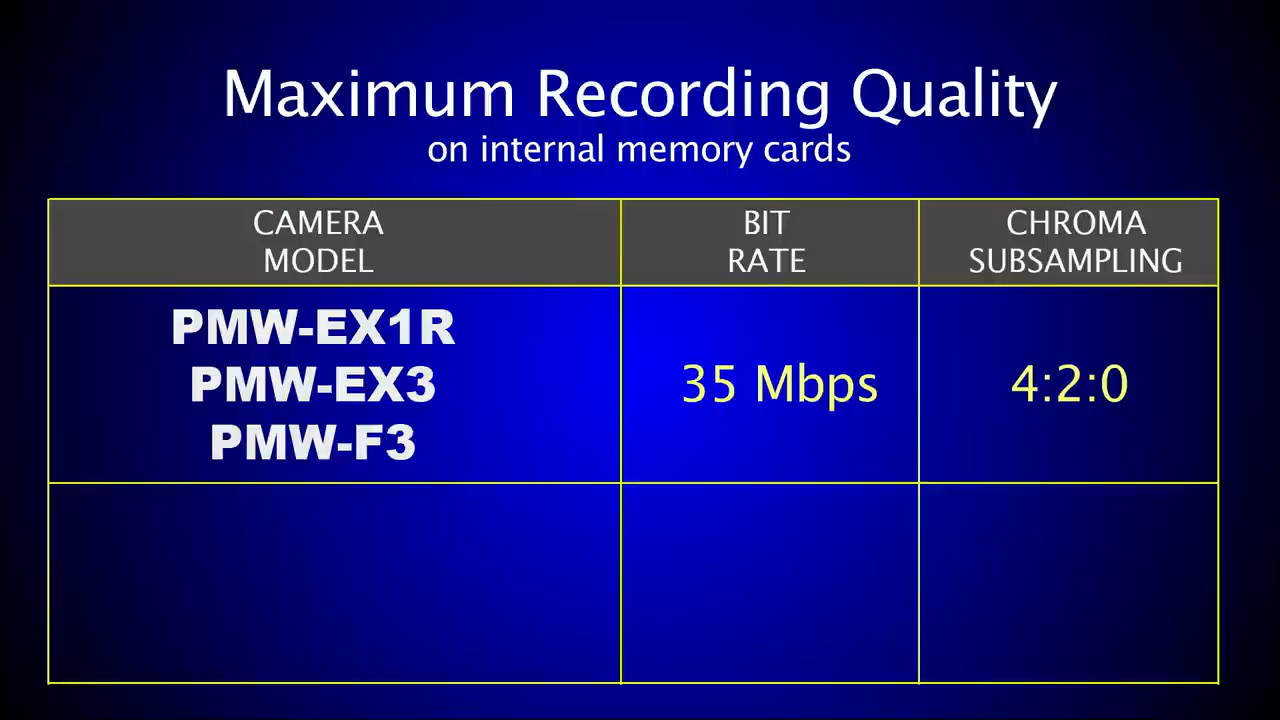 Maximum Recording Quality
on internal memory cards
CAMERA MODEL
BIT RATE
CHROMA SUBSAMPLING
PMW-EX1R
PMW-EX3
PMW-F3
35 Mbps
4:2:0